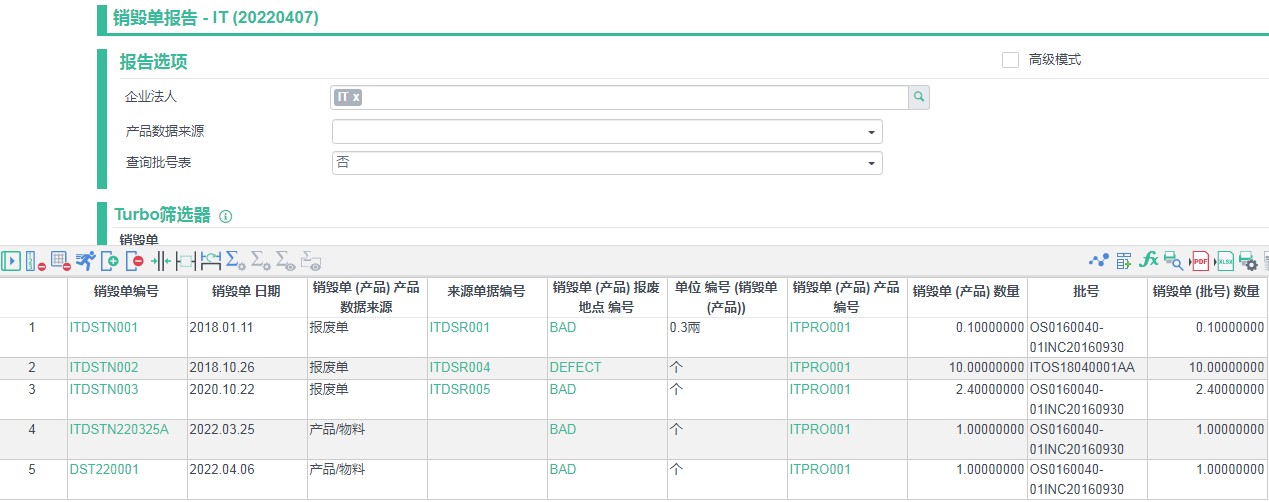 销毁单报告 - IT (20220407)
报告选项
高级模式
企业法人
IT x
产品数据来源
查询批号表
否
Turbo筛选器
销毁单
PDF XLSX
销毁单编号 销毁单 日期 销毁单 (产品) 产品数据来源 来源单据编号 销毁单 (产品) 报废地点 编号 单位 编号 (销毁单 (产品)) 销毁单 (产品) 产品编号 销毁单 (产品) 数量 批号 销毁单 (批号) 数量
1 ITDSTN001 2018.01.11 报废单 ITDSR001 BAD 0.3兩 ITPRO001 0.10000000 OS0160040-01INC20160930 0.10000000
2 ITDSTN002 2018.10.26 报废单 ITDSR004 DEFECT 个 ITPRO001 10.00000000 ITOS18040001AA 10.00000000
3 ITDSTN003 2020.10.22 报废单 ITDSR005 BAD 个 ITPRO001 2.40000000 OS0160040-01INC20160930 2.40000000
4 ITDSTN220325A 2022.03.25 产品/物料 BAD 个 ITPRO001 1.00000000 OS0160040-01INC20160930 1.00000000
5 DST220001 2022.04.06 产品/物料 BAD 个 ITPRO001 1.00000000 OS0160040-01INC20160930 1.00000000